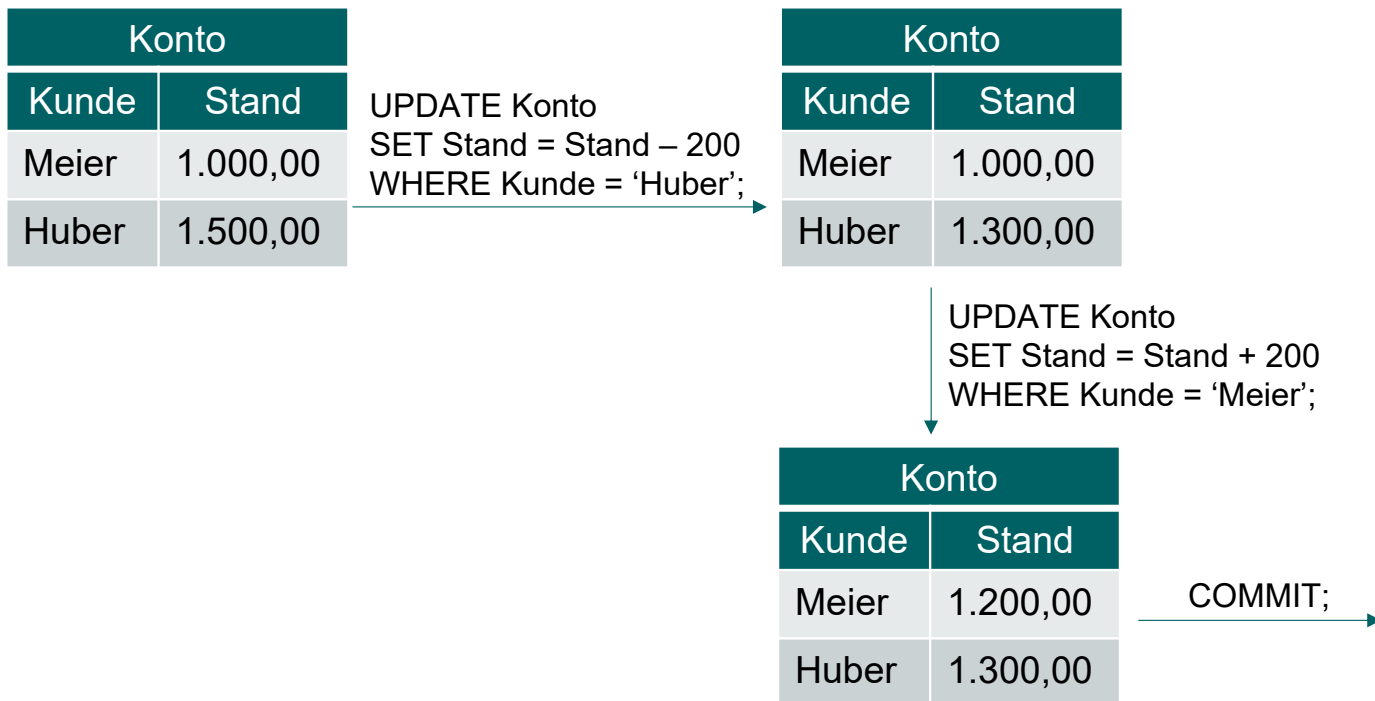 Konto
Kunde Stand
Meier 1.000,00
Huber 1.500,00
UPDATE Konto
SET Stand = Stand – 200
WHERE Kunde = ‘Huber’;
Konto
Kunde Stand
Meier 1.000,00
Huber 1.300,00
UPDATE Konto
SET Stand = Stand + 200
WHERE Kunde = ‘Meier’;
Konto
Kunde Stand
Meier 1.200,00
Huber 1.300,00
COMMIT;